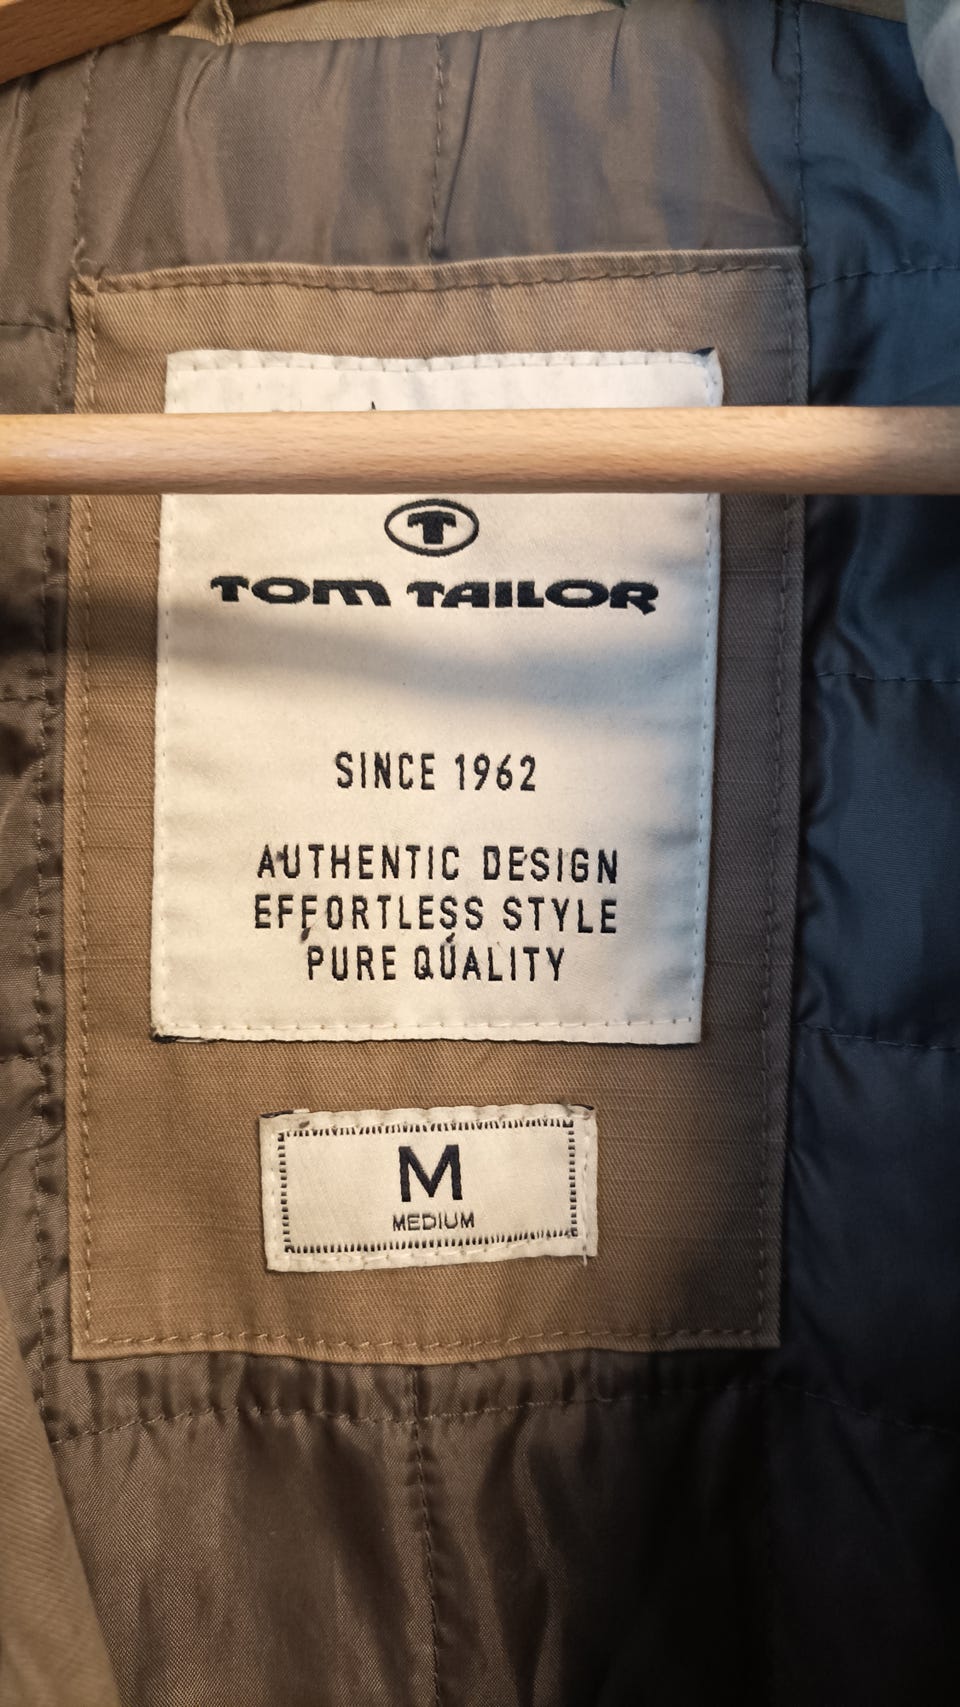 T
TOM TAILOR
SINCE 1962
AUTHENTIC DESIGN
EFFORTLESS STYLE
PURE QUALITY
M
MEDIUM